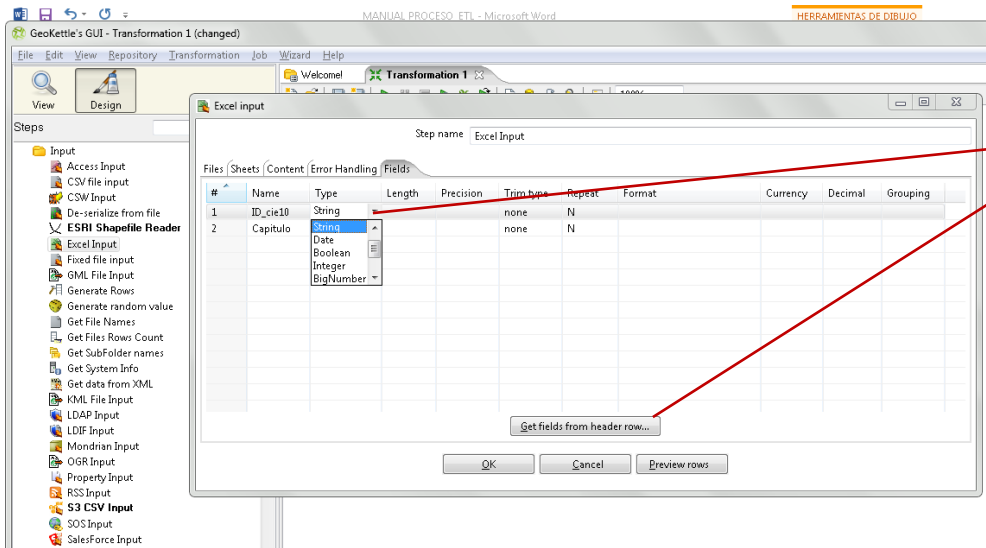 MANUAL PROCESO ETL - Microsoft Word
HERRAMIENTAS DE DIBUJO
GeoKettle's GUI - Transformation 1 (changed)
File Edit View Repository Transformation Job Wizard Help
Welcome! Transformation 1
View Design
100%
Steps
Input
Access Input
CSV file input
CSW Input
De-serialize from file
ESRI Shapefile Reader
Excel Input
Fixed file input
GML File Input
Generate Rows
Generate random value
Get File Names
Get Files Rows Count
Get SubFolder names
Get System Info
Get data from XML
KML File Input
LDAP Input
LDIF Input
Mondrian Input
OGR Input
Property Input
RSS Input
S3 CSV Input
SOS Input
SalesForce Input
Excel input
Step name Excel Input
Files Sheets Content Error Handling Fields
# Name Type Length Precision Trim type Repeat Format Currency Decimal Grouping
1 ID_cie10 String none N
2 Capitulo String none N
Date
Boolean
Integer
BigNumber
Get fields from header row...
OK Cancel Preview rows